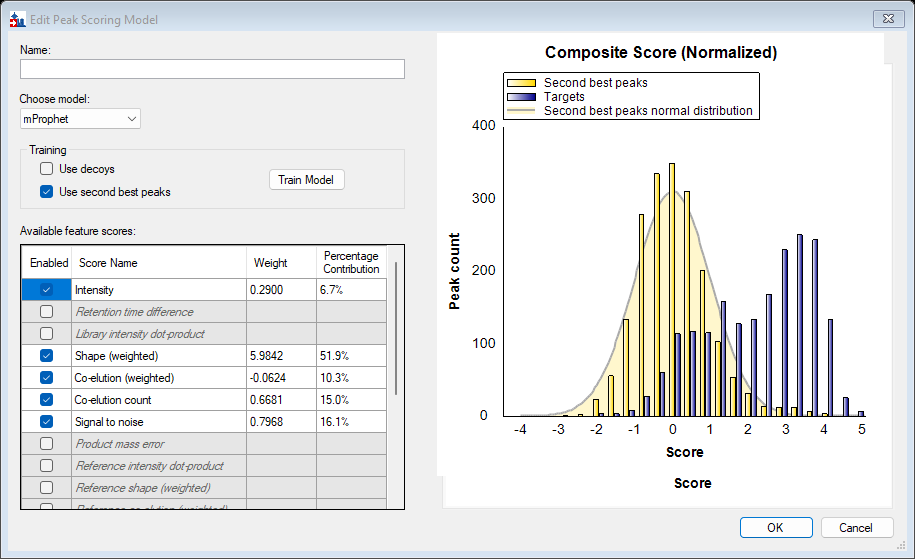 Edit Peak Scoring Model
Name:
Choose model:
mProphet
Training
Use decoys
Use second best peaks
Train Model
Available feature scores:
Enabled Score Name Weight Percentage Contribution
Intensity 0.2900 6.7%
Retention time difference
Library intensity dot-product
Shape (weighted) 5.9842 51.9%
Co-elution (weighted) -0.0624 10.3%
Co-elution count 0.6681 15.0%
Signal to noise 0.7968 16.1%
Product mass error
Reference intensity dot-product
Reference shape (weighted)
Reference co-elution (weighted)
Composite Score (Normalized)
Second best peaks
Targets
Second best peaks normal distribution
Peak count
400
300
200
100
0
-4 -3 -2 -1 0 1 2 3 4 5
Score
Score
OK Cancel